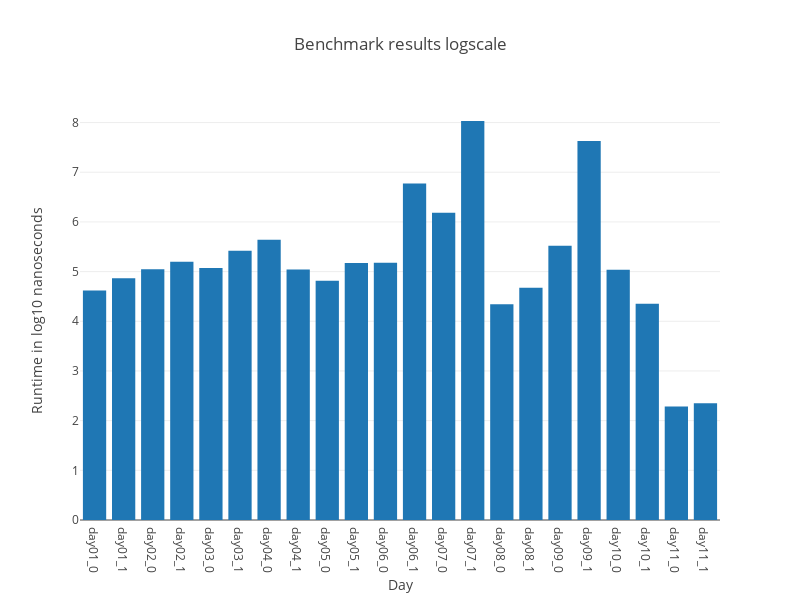 Benchmark results logscale
Runtime in log10 nanoseconds
8
7
6
5
4
3
2
1
0
day01_0
day01_1
day02_0
day02_1
day03_0
day03_1
day04_0
day04_1
day05_0
day05_1
day06_0
day06_1
day07_0
day07_1
day08_0
day08_1
day09_0
day09_1
day10_0
day10_1
day11_0
day11_1
Day